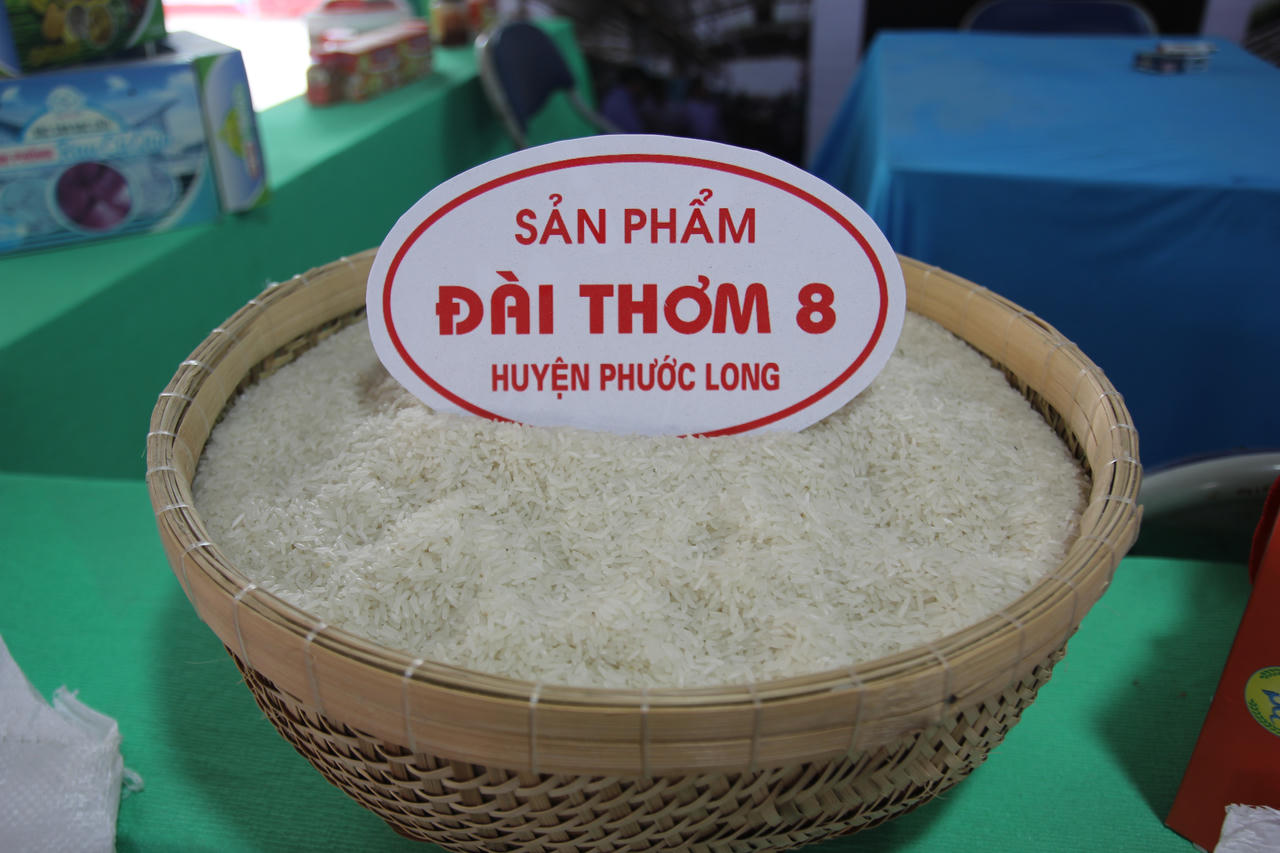 SẢN PHẨM
ĐÀI THƠM 8
HUYỆN PHƯỚC LONG